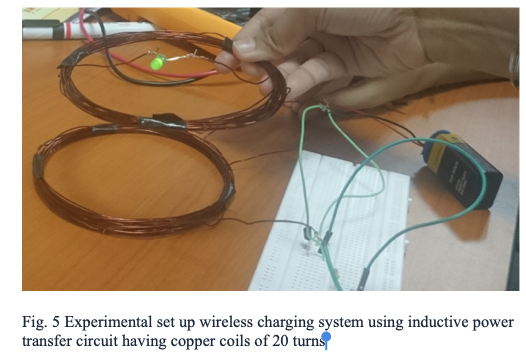 Fig. 5 Experimental set up wireless charging system using inductive power
transfer circuit having copper coils of 20 turns